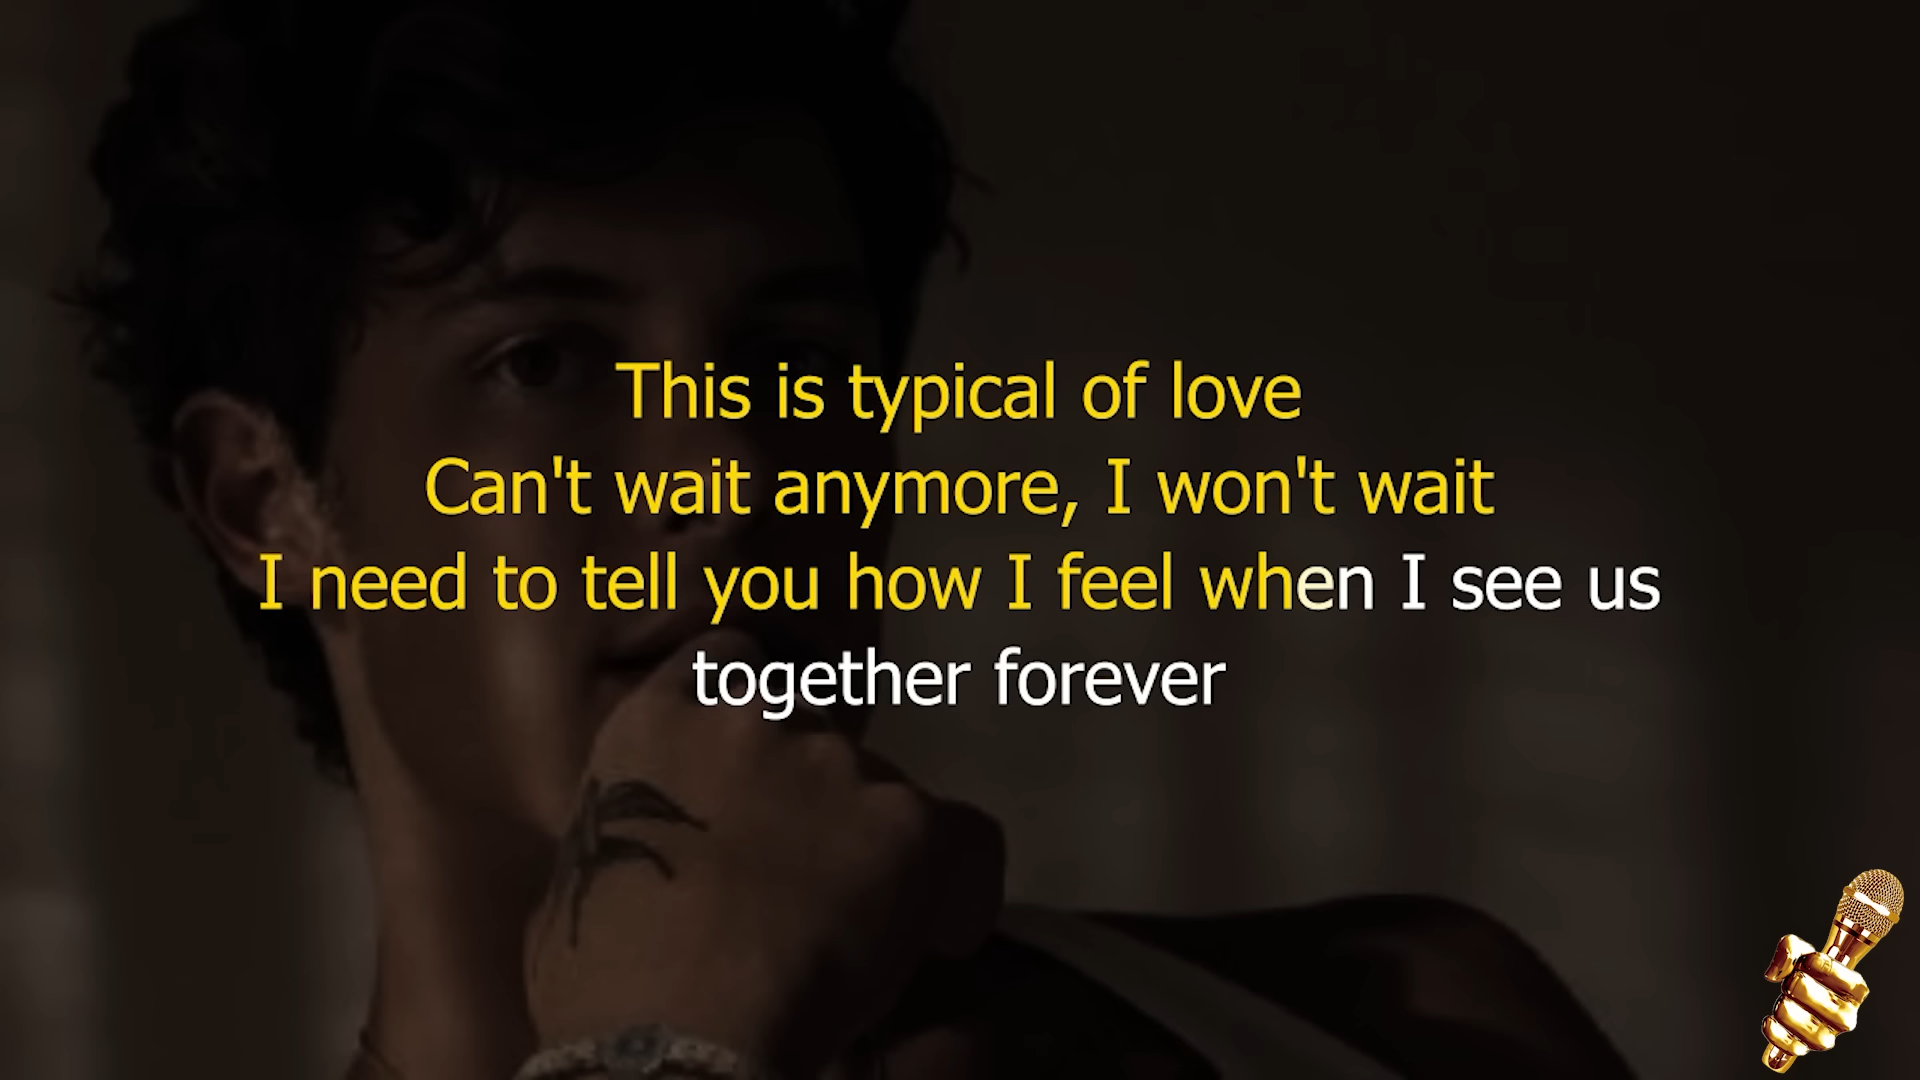 This is typical of love
Can't wait anymore, I won't wait
I need to tell you how I feel when I see us
together forever